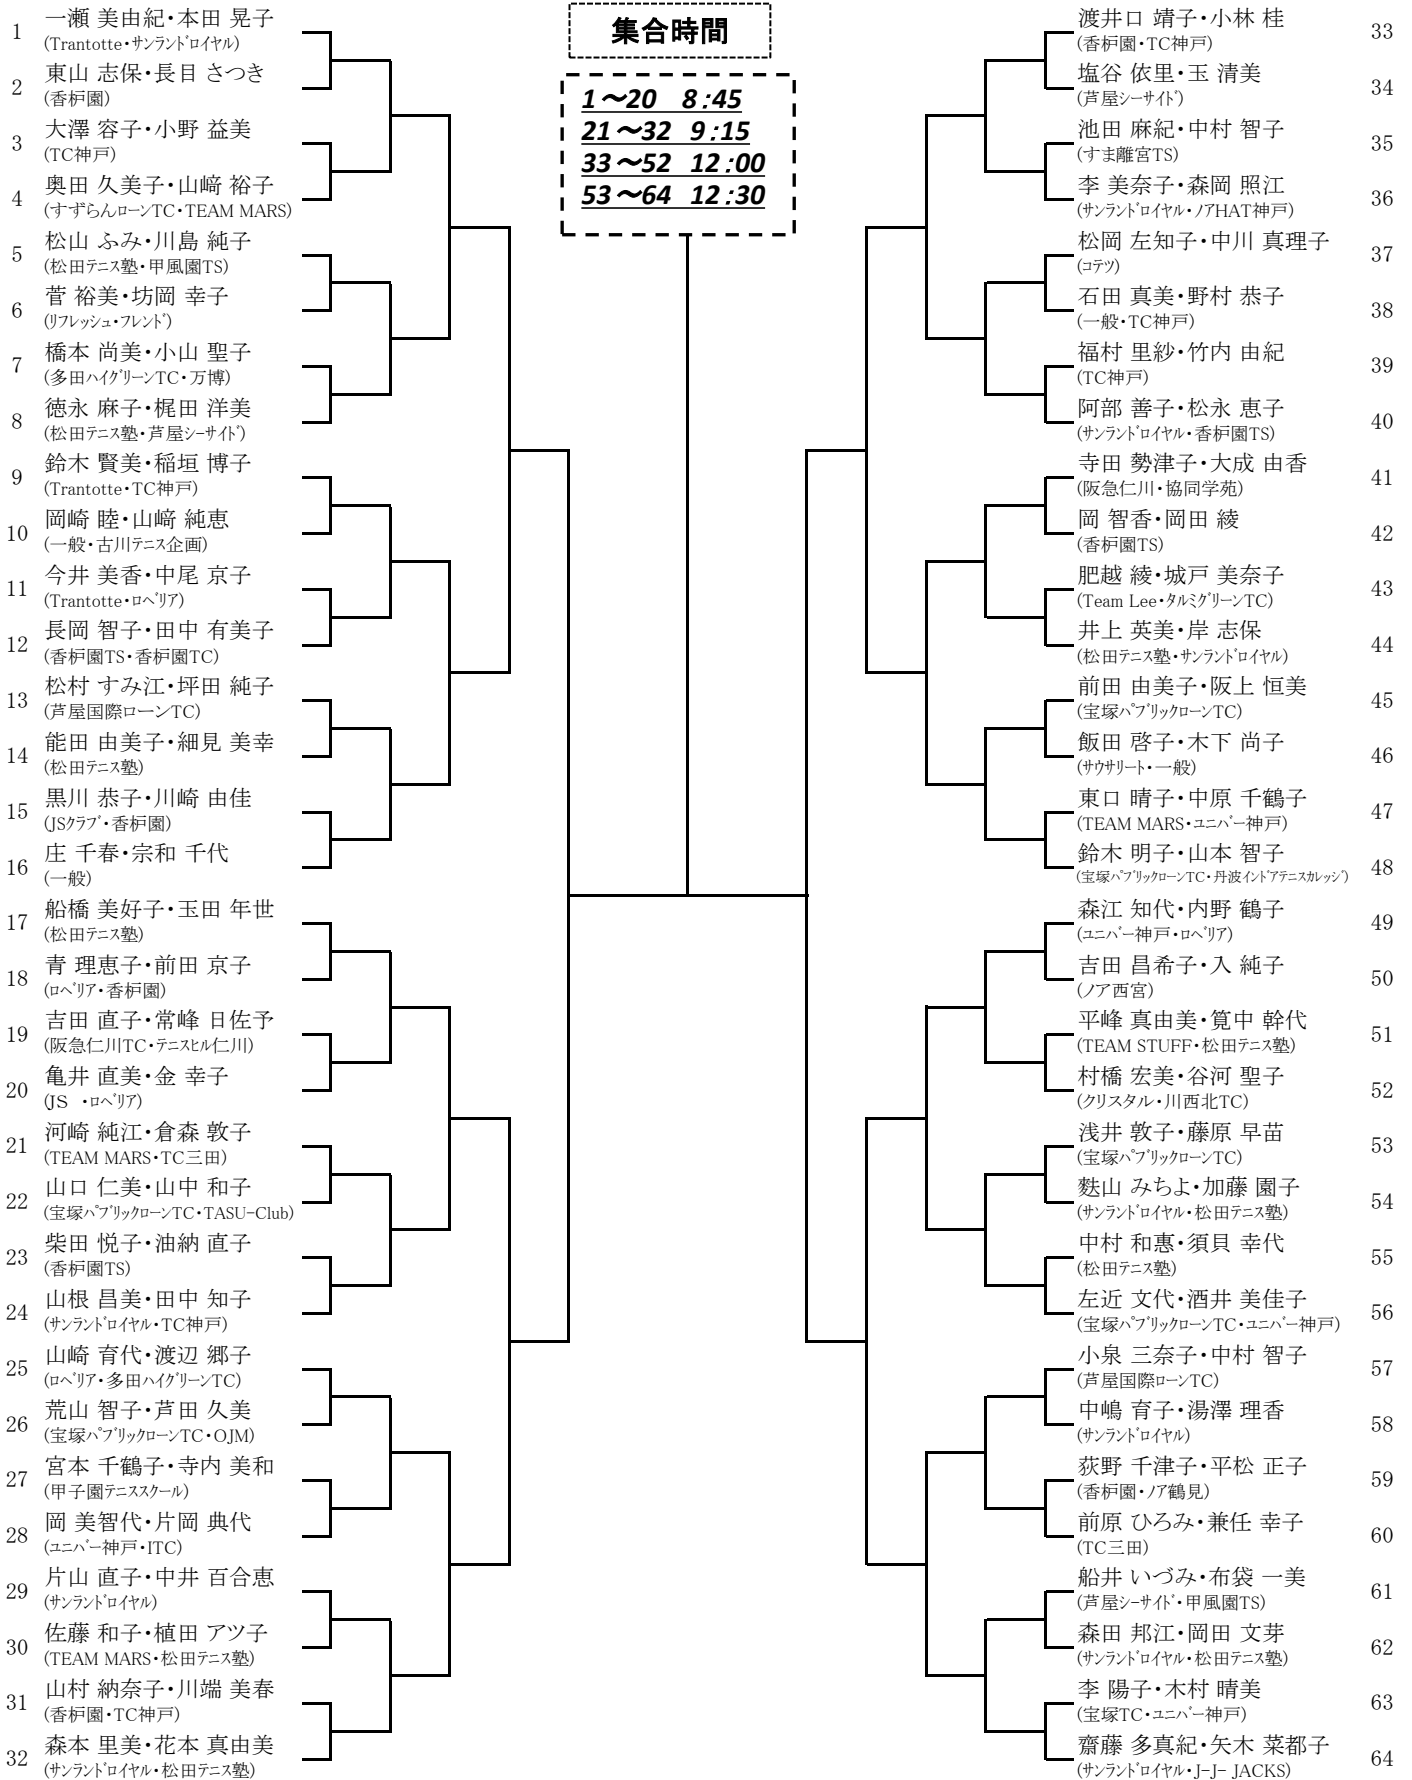 集合時間
1～20 8:45
21～32 9:15
33～52 12:00
53～64 12:30
1 一瀬 美由紀・本田 晃子
(Trantotte・サンランドロイヤル)
2 東山 志保・長目 さつき
(香枦園)
3 大澤 容子・小野 益美
(TC神戸)
4 奥田 久美子・山﨑 裕子
(すずらんローンTC・TEAM MARS)
5 松山 ふみ・川島 純子
(松田テニス塾・甲風園TS)
6 菅 裕美・坊岡 幸子
(リフレッシュ・フレンド)
7 橋本 尚美・小山 聖子
(多田ハイグリーンTC・万博)
8 徳永 麻子・梶田 洋美
(松田テニス塾・芦屋シーサイド)
9 鈴木 賢美・稲垣 博子
(Trantotte・TC神戸)
10 岡崎 睦・山﨑 純恵
(一般・古川テニス企画)
11 今井 美香・中尾 京子
(Trantotte・ロベリア)
12 長岡 智子・田中 有美子
(香枦園TS・香枦園TC)
13 松村 すみ江・坪田 純子
(芦屋国際ローンTC)
14 能田 由美子・細見 美幸
(松田テニス塾)
15 黒川 恭子・川崎 由佳
(JSクラブ・香枦園)
16 庄 千春・宗和 千代
(一般)
17 船橋 美好子・玉田 年世
(松田テニス塾)
18 青 理恵子・前田 京子
(ロベリア・香枦園)
19 吉田 直子・常峰 日佐予
(阪急仁川TC・テニスヒル仁川)
20 亀井 直美・金 幸子
(JS ・ロベリア)
21 河崎 純江・倉森 敦子
(TEAM MARS・TC三田)
22 山口 仁美・山中 和子
(宝塚パブリックローンTC・TASU-Club)
23 柴田 悦子・油納 直子
(香枦園TS)
24 山根 昌美・田中 知子
(サンランドロイヤル・TC神戸)
25 山崎 育代・渡辺 郷子
(ロベリア・多田ハイグリーンTC)
26 荒山 智子・芦田 久美
(宝塚パブリックローンTC・OJM)
27 宮本 千鶴子・寺内 美和
(甲子園テニススクール)
28 岡 美智代・片岡 典代
(ユニバー神戸・ITC)
29 片山 直子・中井 百合恵
(サンランドロイヤル)
30 佐藤 和子・植田 アツ子
(TEAM MARS・松田テニス塾)
31 山村 納奈子・川端 美春
(香枦園・TC神戸)
32 森本 里美・花本 真由美
(サンランドロイヤル・松田テニス塾)
渡井口 靖子・小林 桂 33
(香枦園・TC神戸)
塩谷 依里・玉 清美 34
(芦屋シーサイド)
池田 麻紀・中村 智子 35
(すま離宮TS)
李 美奈子・森岡 照江 36
(サンランドロイヤル・ノアHAT神戸)
松岡 左知子・中川 真理子 37
(コテツ)
石田 真美・野村 恭子 38
(一般・TC神戸)
福村 里紗・竹内 由紀 39
(TC神戸)
阿部 善子・松永 恵子 40
(サンランドロイヤル・香枦園TS)
寺田 勢津子・大成 由香 41
(阪急仁川・協同学苑)
岡 智香・岡田 綾 42
(香枦園TS)
肥越 綾・城戸 美奈子 43
(Team Lee・タルミグリーンTC)
井上 英美・岸 志保 44
(松田テニス塾・サンランドロイヤル)
前田 由美子・阪上 恒美 45
(宝塚パブリックローンTC)
飯田 啓子・木下 尚子 46
(サウサリート・一般)
東口 晴子・中原 千鶴子 47
(TEAM MARS・ユニバー神戸)
鈴木 明子・山本 智子 48
(宝塚パブリックローンTC・丹波インドアテニスカレッジ)
森江 知代・内野 鶴子 49
(ユニバー神戸・ロベリア)
吉田 昌希子・入 純子 50
(ノア西宮)
平峰 真由美・筧中 幹代 51
(TEAM STUFF・松田テニス塾)
村橋 宏美・谷河 聖子 52
(クリスタル・川西北TC)
浅井 敦子・藤原 早苗 53
(宝塚パブリックローンTC)
麩山 みちよ・加藤 園子 54
(サンランドロイヤル・松田テニス塾)
中村 和惠・須貝 幸代 55
(松田テニス塾)
左近 文代・酒井 美佳子 56
(宝塚パブリックローンTC・ユニバー神戸)
小泉 三奈子・中村 智子 57
(芦屋国際ローンTC)
中嶋 育子・湯澤 理香 58
(サンランドロイヤル)
荻野 千津子・平松 正子 59
(香枦園・ノア鶴見)
前原 ひろみ・兼任 幸子 60
(TC三田)
船井 いづみ・布袋 一美 61
(芦屋シーサイド・甲風園TS)
森田 邦江・岡田 文芽 62
(サンランドロイヤル・松田テニス塾)
李 陽子・木村 晴美 63
(宝塚TC・ユニバー神戸)
齋藤 多真紀・矢木 菜都子 64
(サンランドロイヤル・J-J- JACKS)